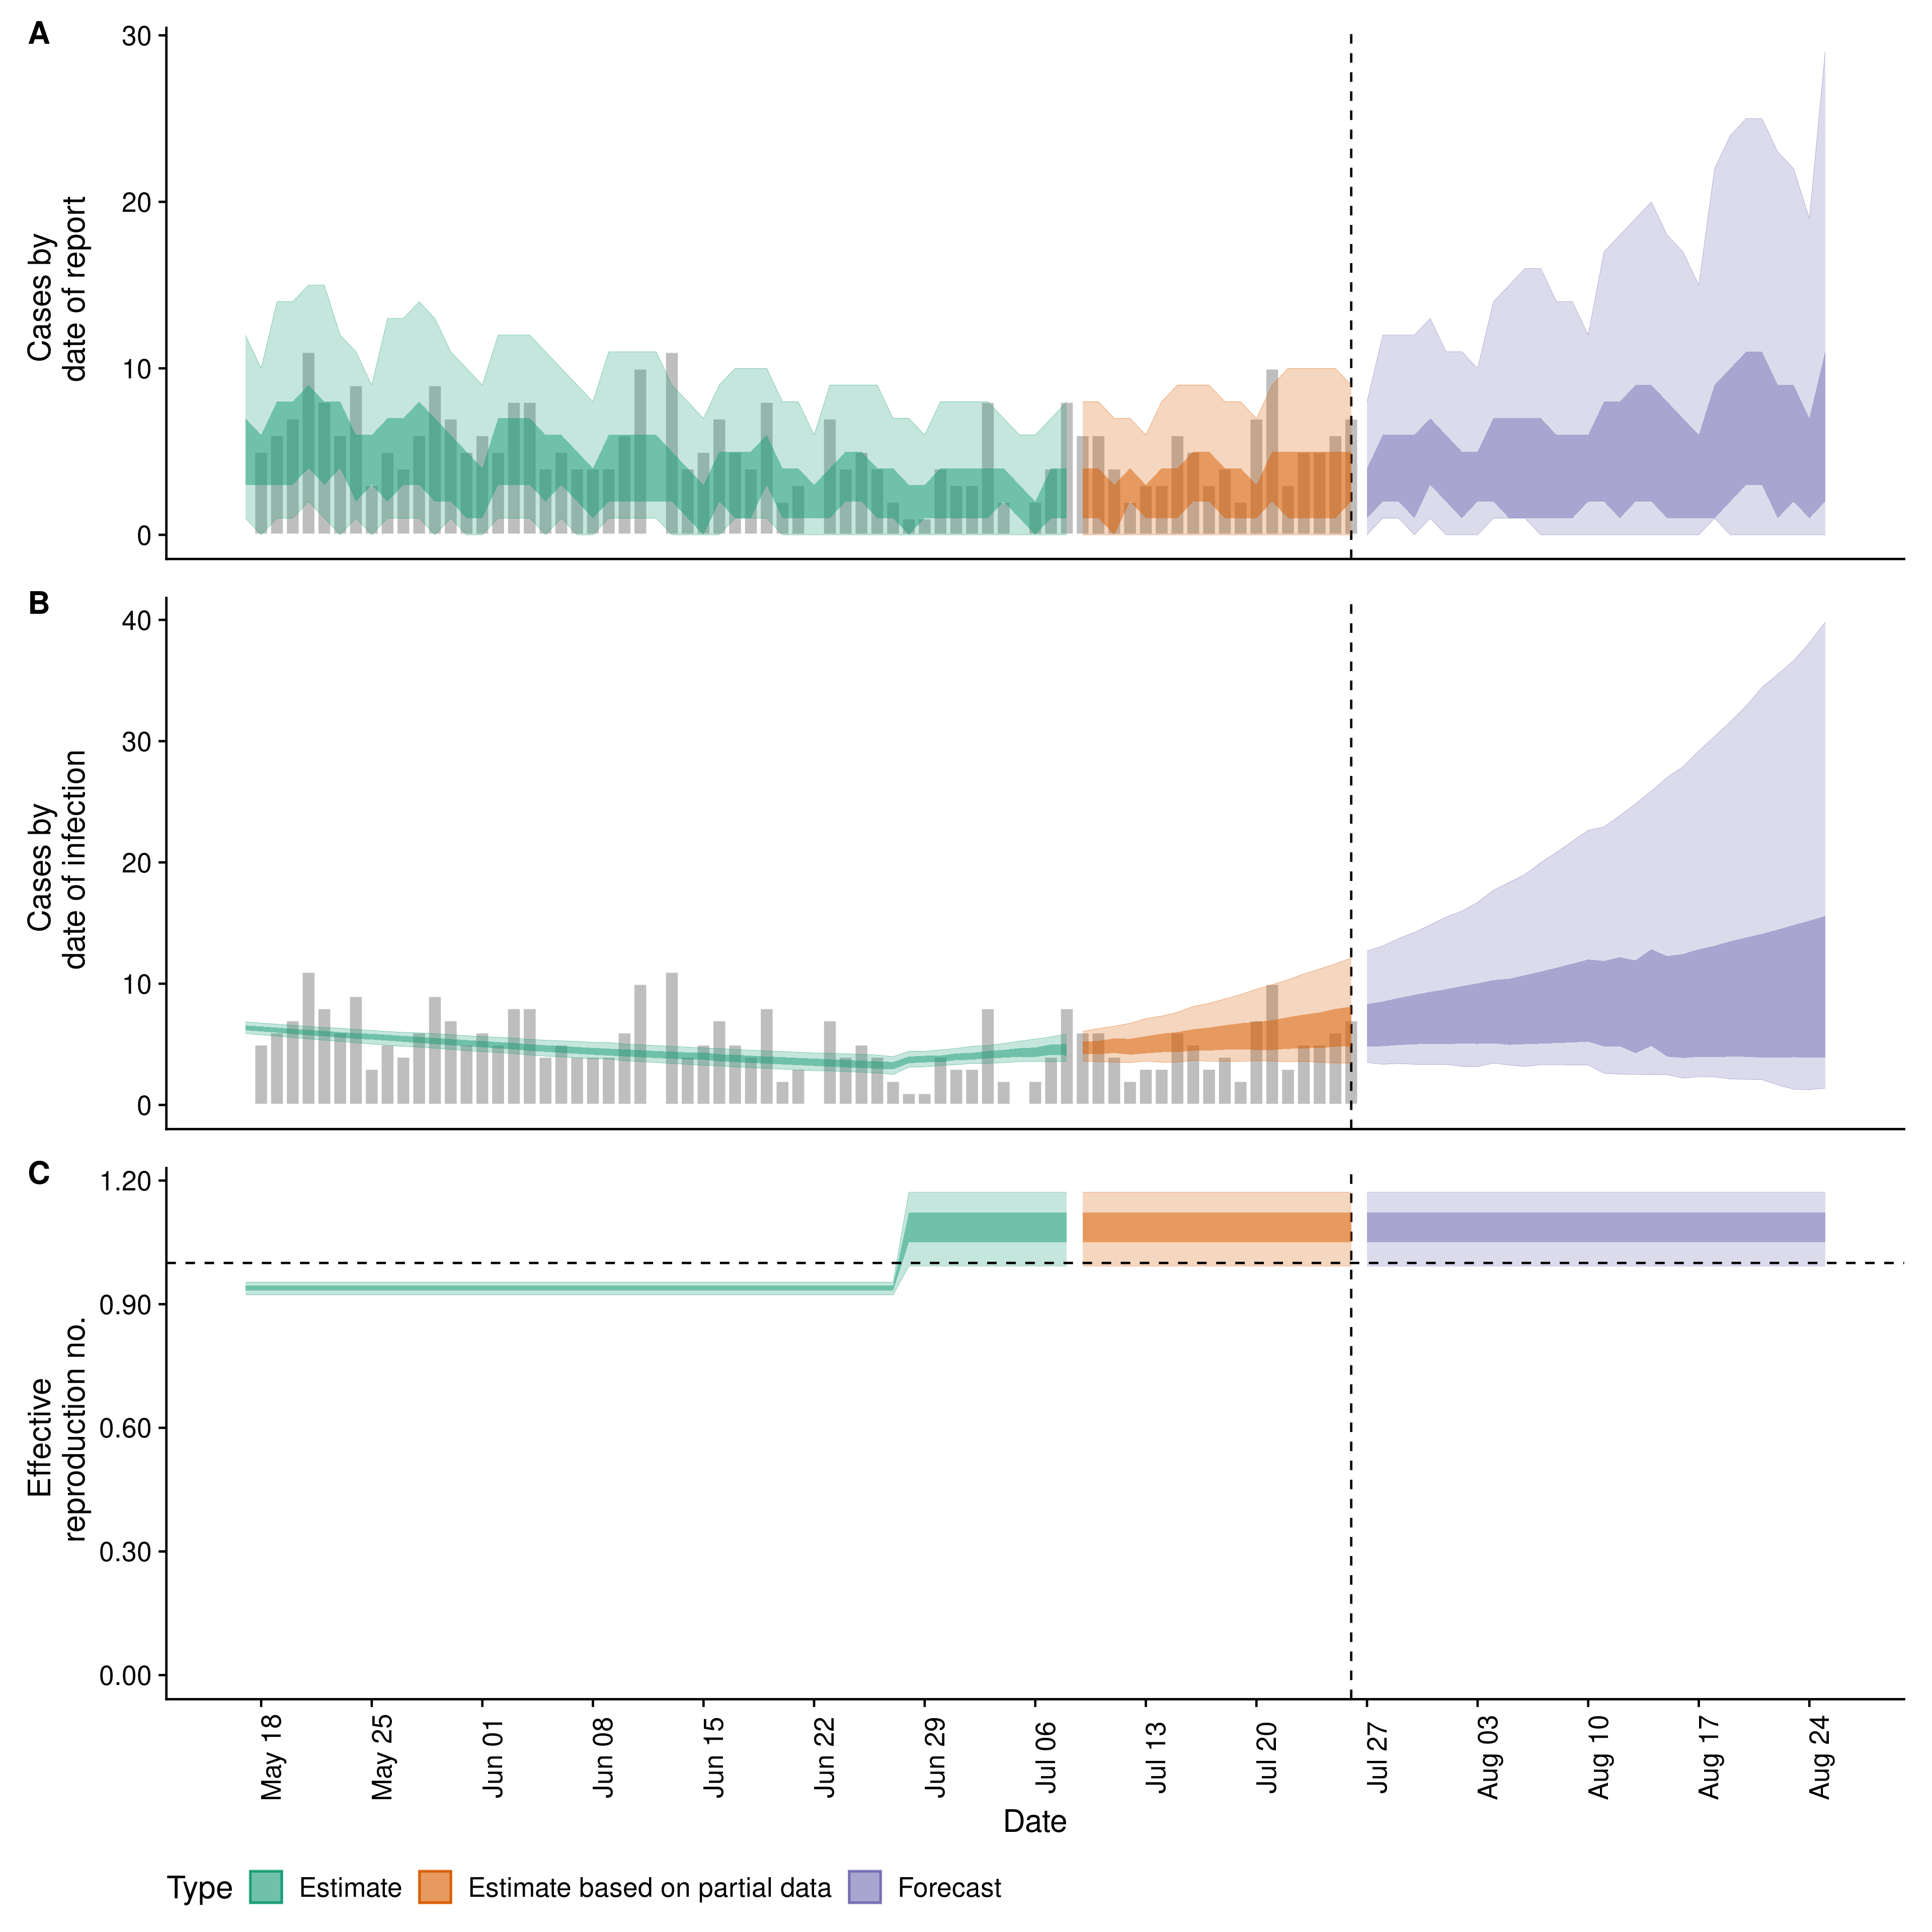 A
30
20
10
0
Cases by
date of report
B
40
30
20
10
0
Cases by
date of infection
C
1.20
0.90
0.60
0.30
0.00
Effective
reproduction no.
May 18
May 25
Jun 01
Jun 08
Jun 15
Jun 22
Jun 29
Jul 06
Jul 13
Jul 20
Jul 27
Aug 03
Aug 10
Aug 17
Aug 24
Date
Type Estimate Estimate based on partial data Forecast